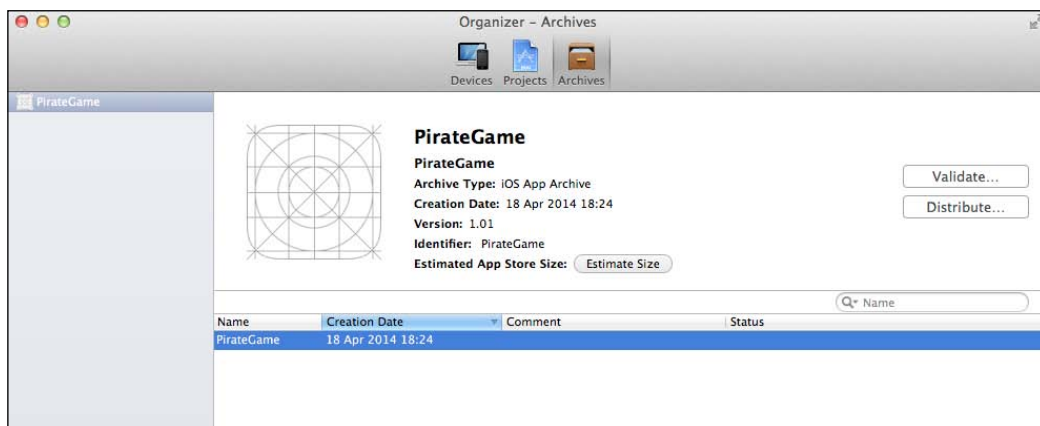 Organizer – Archives
Devices Projects Archives
PirateGame
PirateGame
PirateGame
Archive Type: iOS App Archive
Creation Date: 18 Apr 2014 18:24
Version: 1.01
Identifier: PirateGame
Estimated App Store Size: Estimate Size
Validate...
Distribute...
Name
Name Creation Date Comment Status
PirateGame 18 Apr 2014 18:24